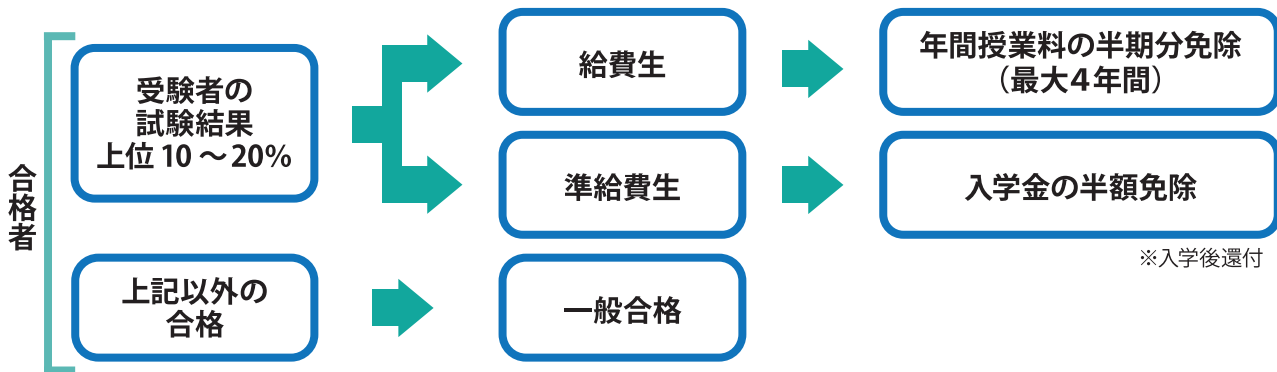 合格者
受験者の
試験結果
上位 10 ～ 20%
給費生
年間授業料の半期分免除
（最大４年間）
準給費生
入学金の半額免除
※入学後還付
上記以外の
合格
一般合格